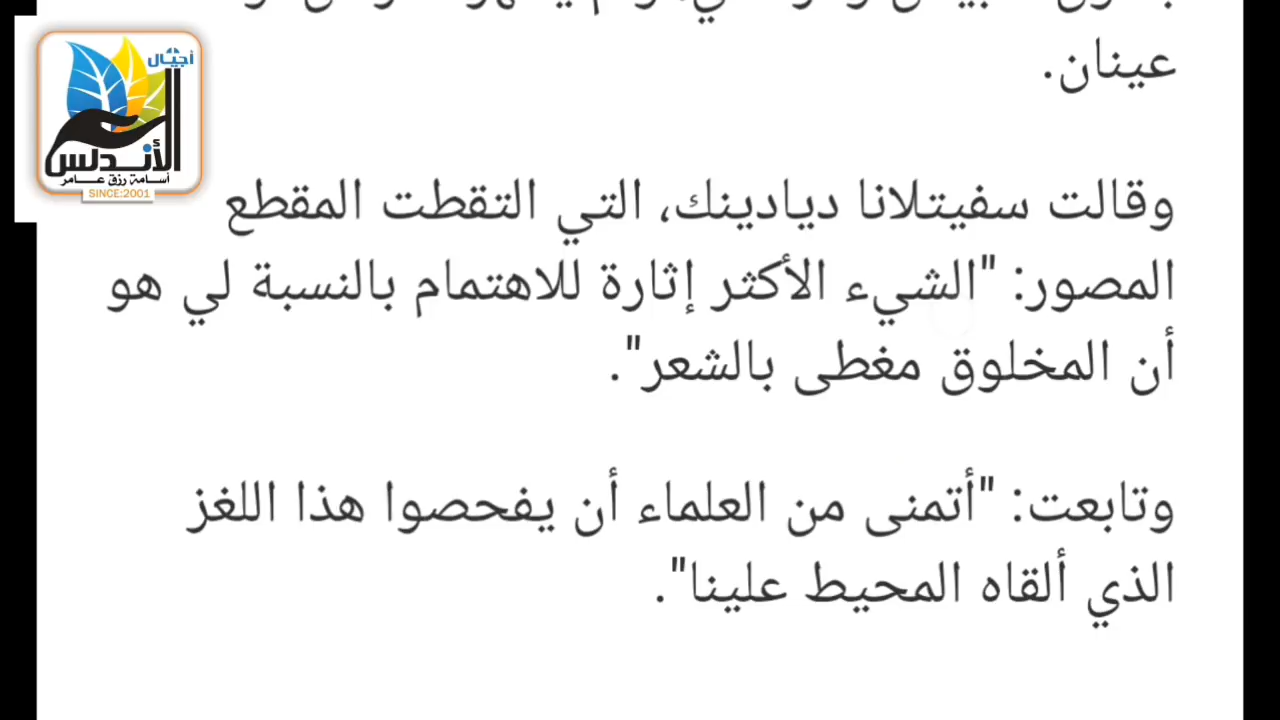 أجيال
الأندلس
أسامة رزق عامر
SINCE:2001
عينان.
وقالت سفيتلانا ديادينك، التي التقطت المقطع
المصور: "الشيء الأكثر إثارة للاهتمام بالنسبة لي هو
أن المخلوق مغطى بالشعر".
وتابعت: "أتمنى من العلماء أن يفحصوا هذا اللغز
الذي ألقاه المحيط علينا".